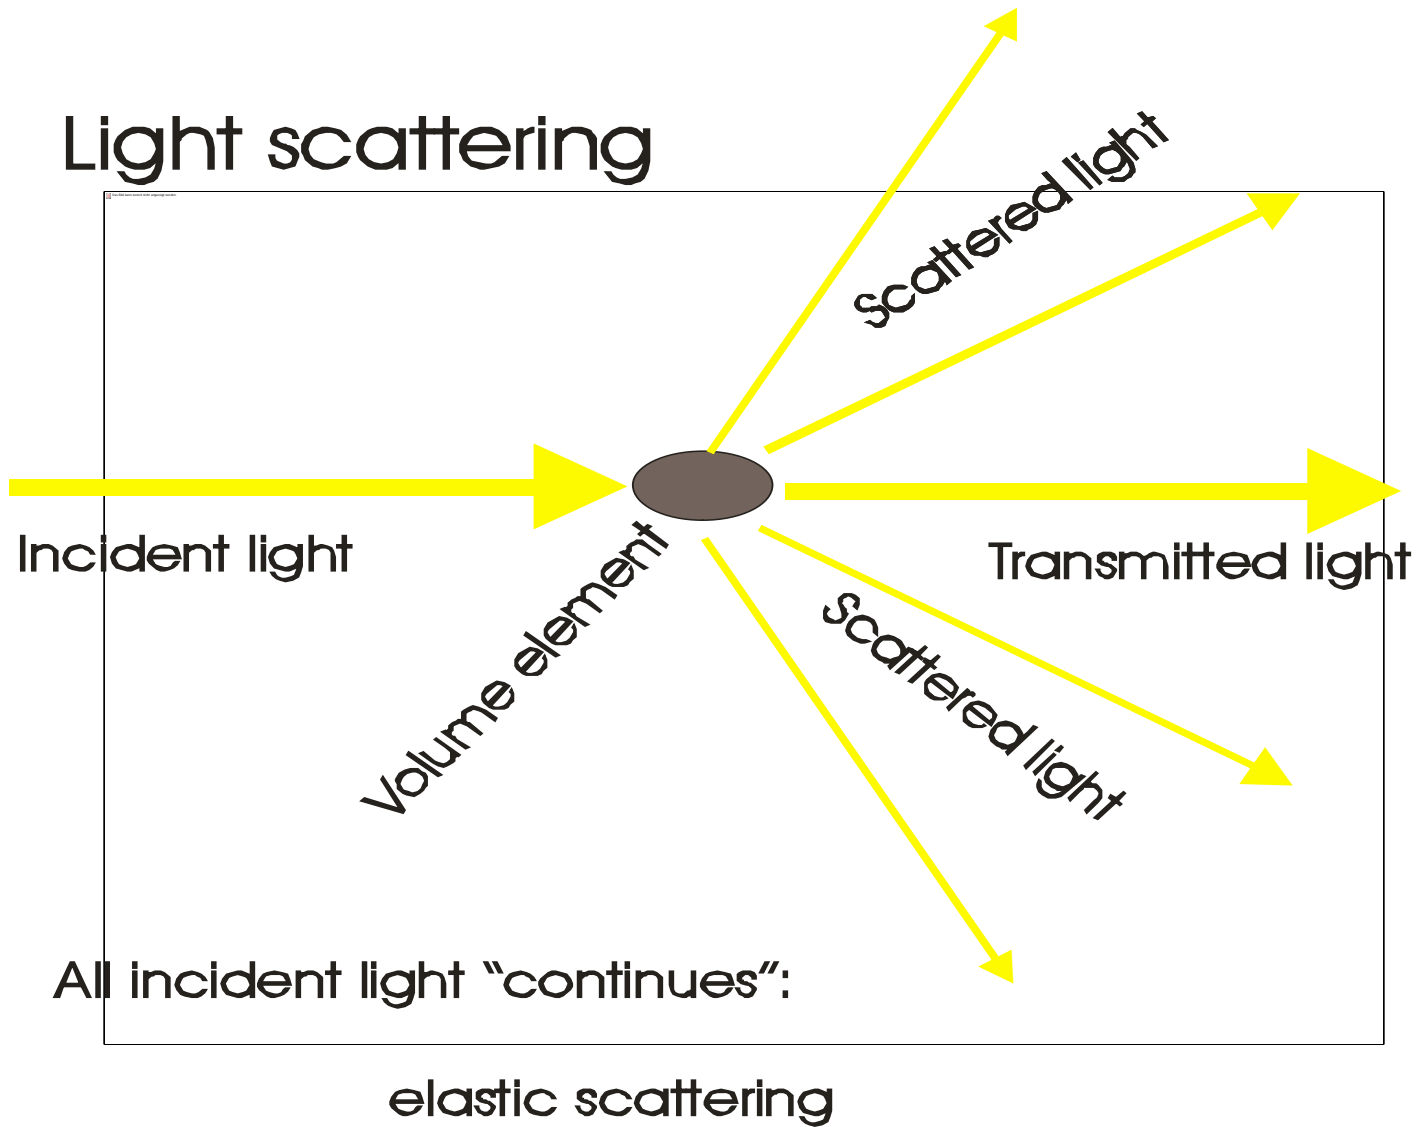 Light scattering
Scattered light
Incident light
Transmitted light
Volume element
Scattered light
All incident light “continues”:
elastic scattering